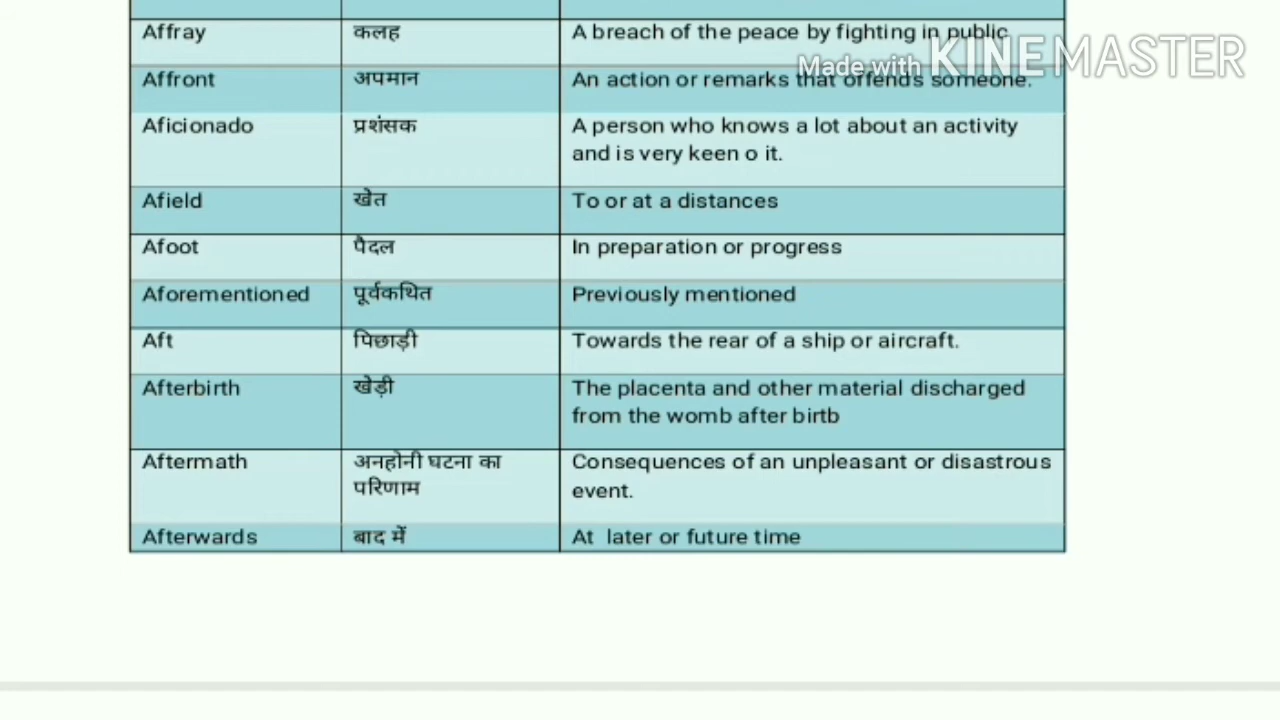 Affray कलह A breach of the peace by fighting in public
Made with KINEMASTER
Affront अपमान An action or remarks that offends someone.
Aficionado प्रशंसक A person who knows a lot about an activity
and is very keen o it.
Afield खेत To or at a distances
Afoot पैदल In preparation or progress
Aforementioned पूर्वकथित Previously mentioned
Aft पिछाड़ी Towards the rear of a ship or aircraft.
Afterbirth खेड़ी The placenta and other material discharged
from the womb after birtb
Aftermath अनहोनी घटना का Consequences of an unpleasant or disastrous
परिणाम event.
Afterwards बाद में At later or future time